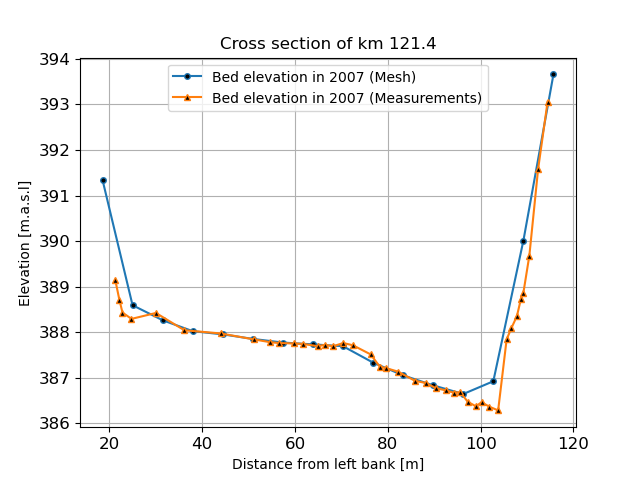 Cross section of km 121.4
Bed elevation in 2007 (Mesh)
Bed elevation in 2007 (Measurements)
Elevation [m.a.s.l]
394
393
392
391
390
389
388
387
386
20 40 60 80 100 120
Distance from left bank [m]